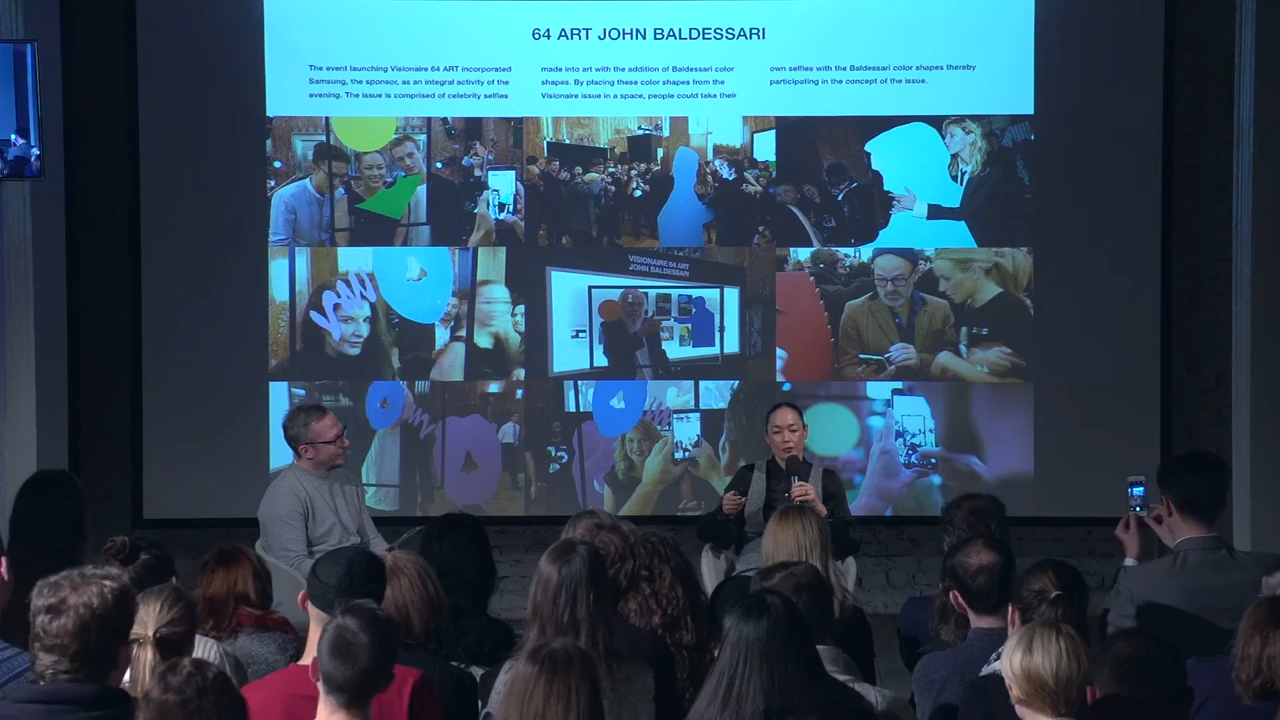 64 ART JOHN BALDESSARI
The event launching Visionaire 64 ART incorporated
Samsung, the sponsor, as an integral activity of the
evening. The issue is comprised of celebrity selfies
made into art with the addition of Baldessari color
shapes. By placing these color shapes from the
Visionaire issue in a space, people could take their
own selfies with the Baldessari color shapes thereby
participating in the concept of the issue.
VISIONAIRE 64 ART
JOHN BALDESSARI